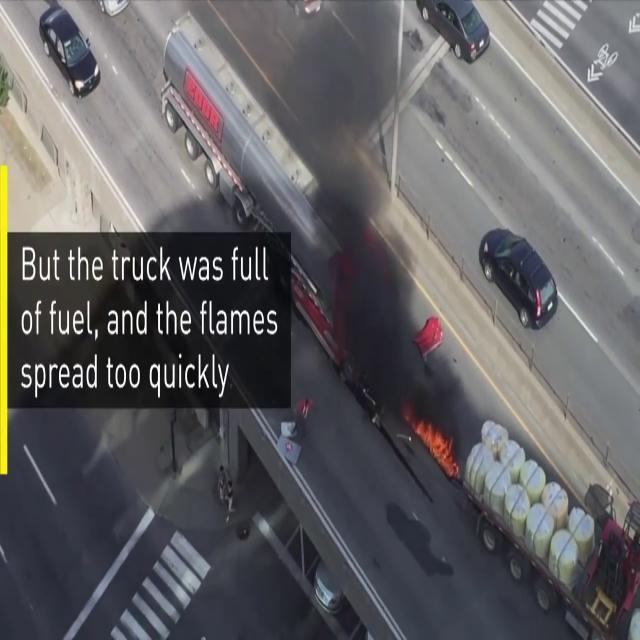 But the truck was full
of fuel, and the flames
spread too quickly